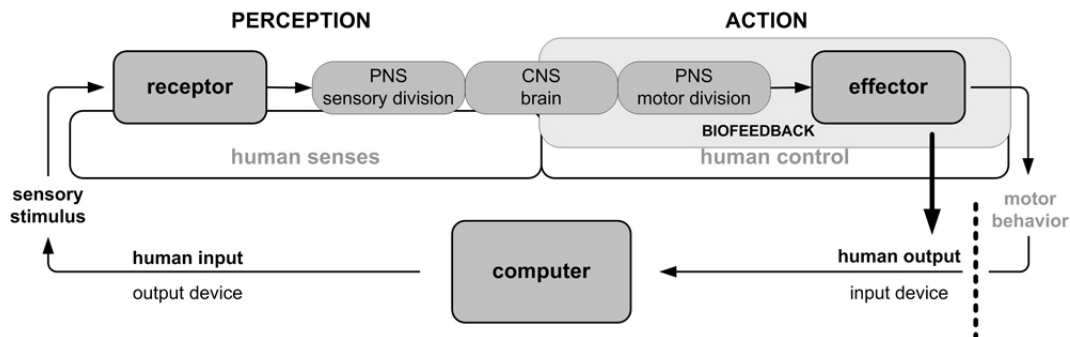 PERCEPTION
ACTION
receptor
PNS
sensory division
CNS
brain
PNS
motor division
effector
BIOFEEDBACK
human senses
human control
sensory
stimulus
motor
behavior
human input
output device
computer
human output
input device